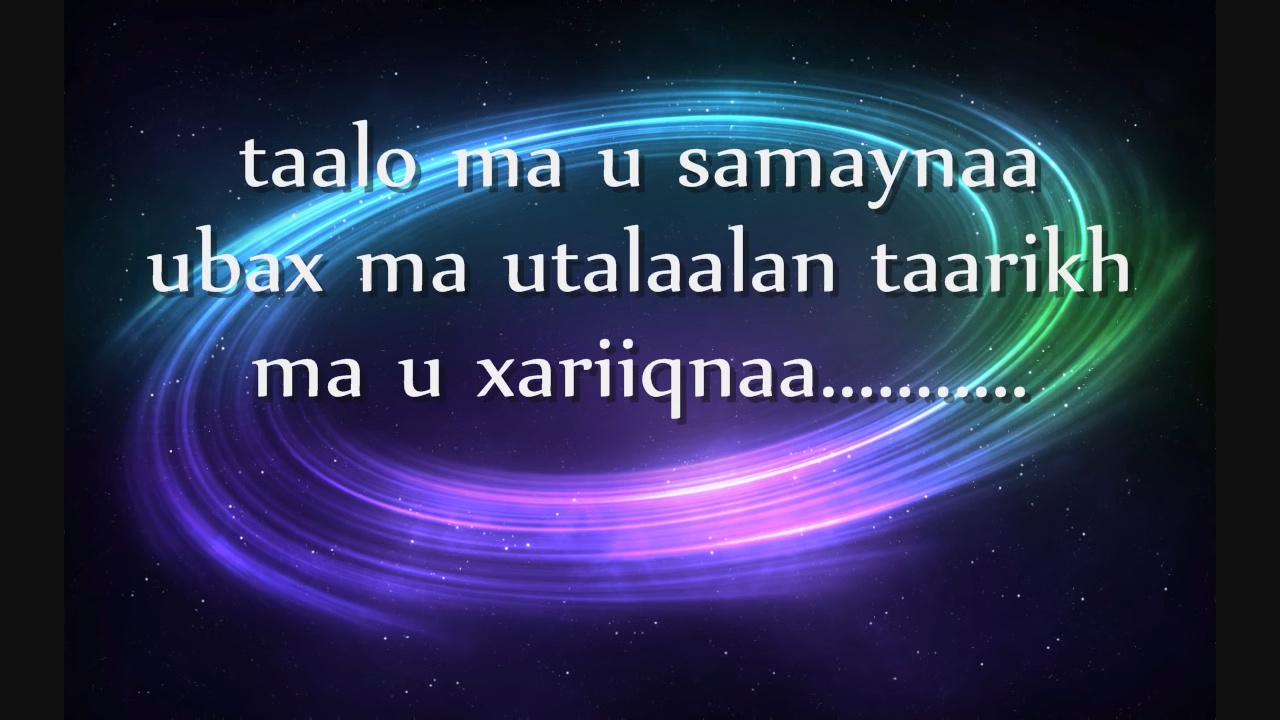 taalo ma u samaynaa
ubax ma utalaalan taarikh
ma u xariiqnaa...........